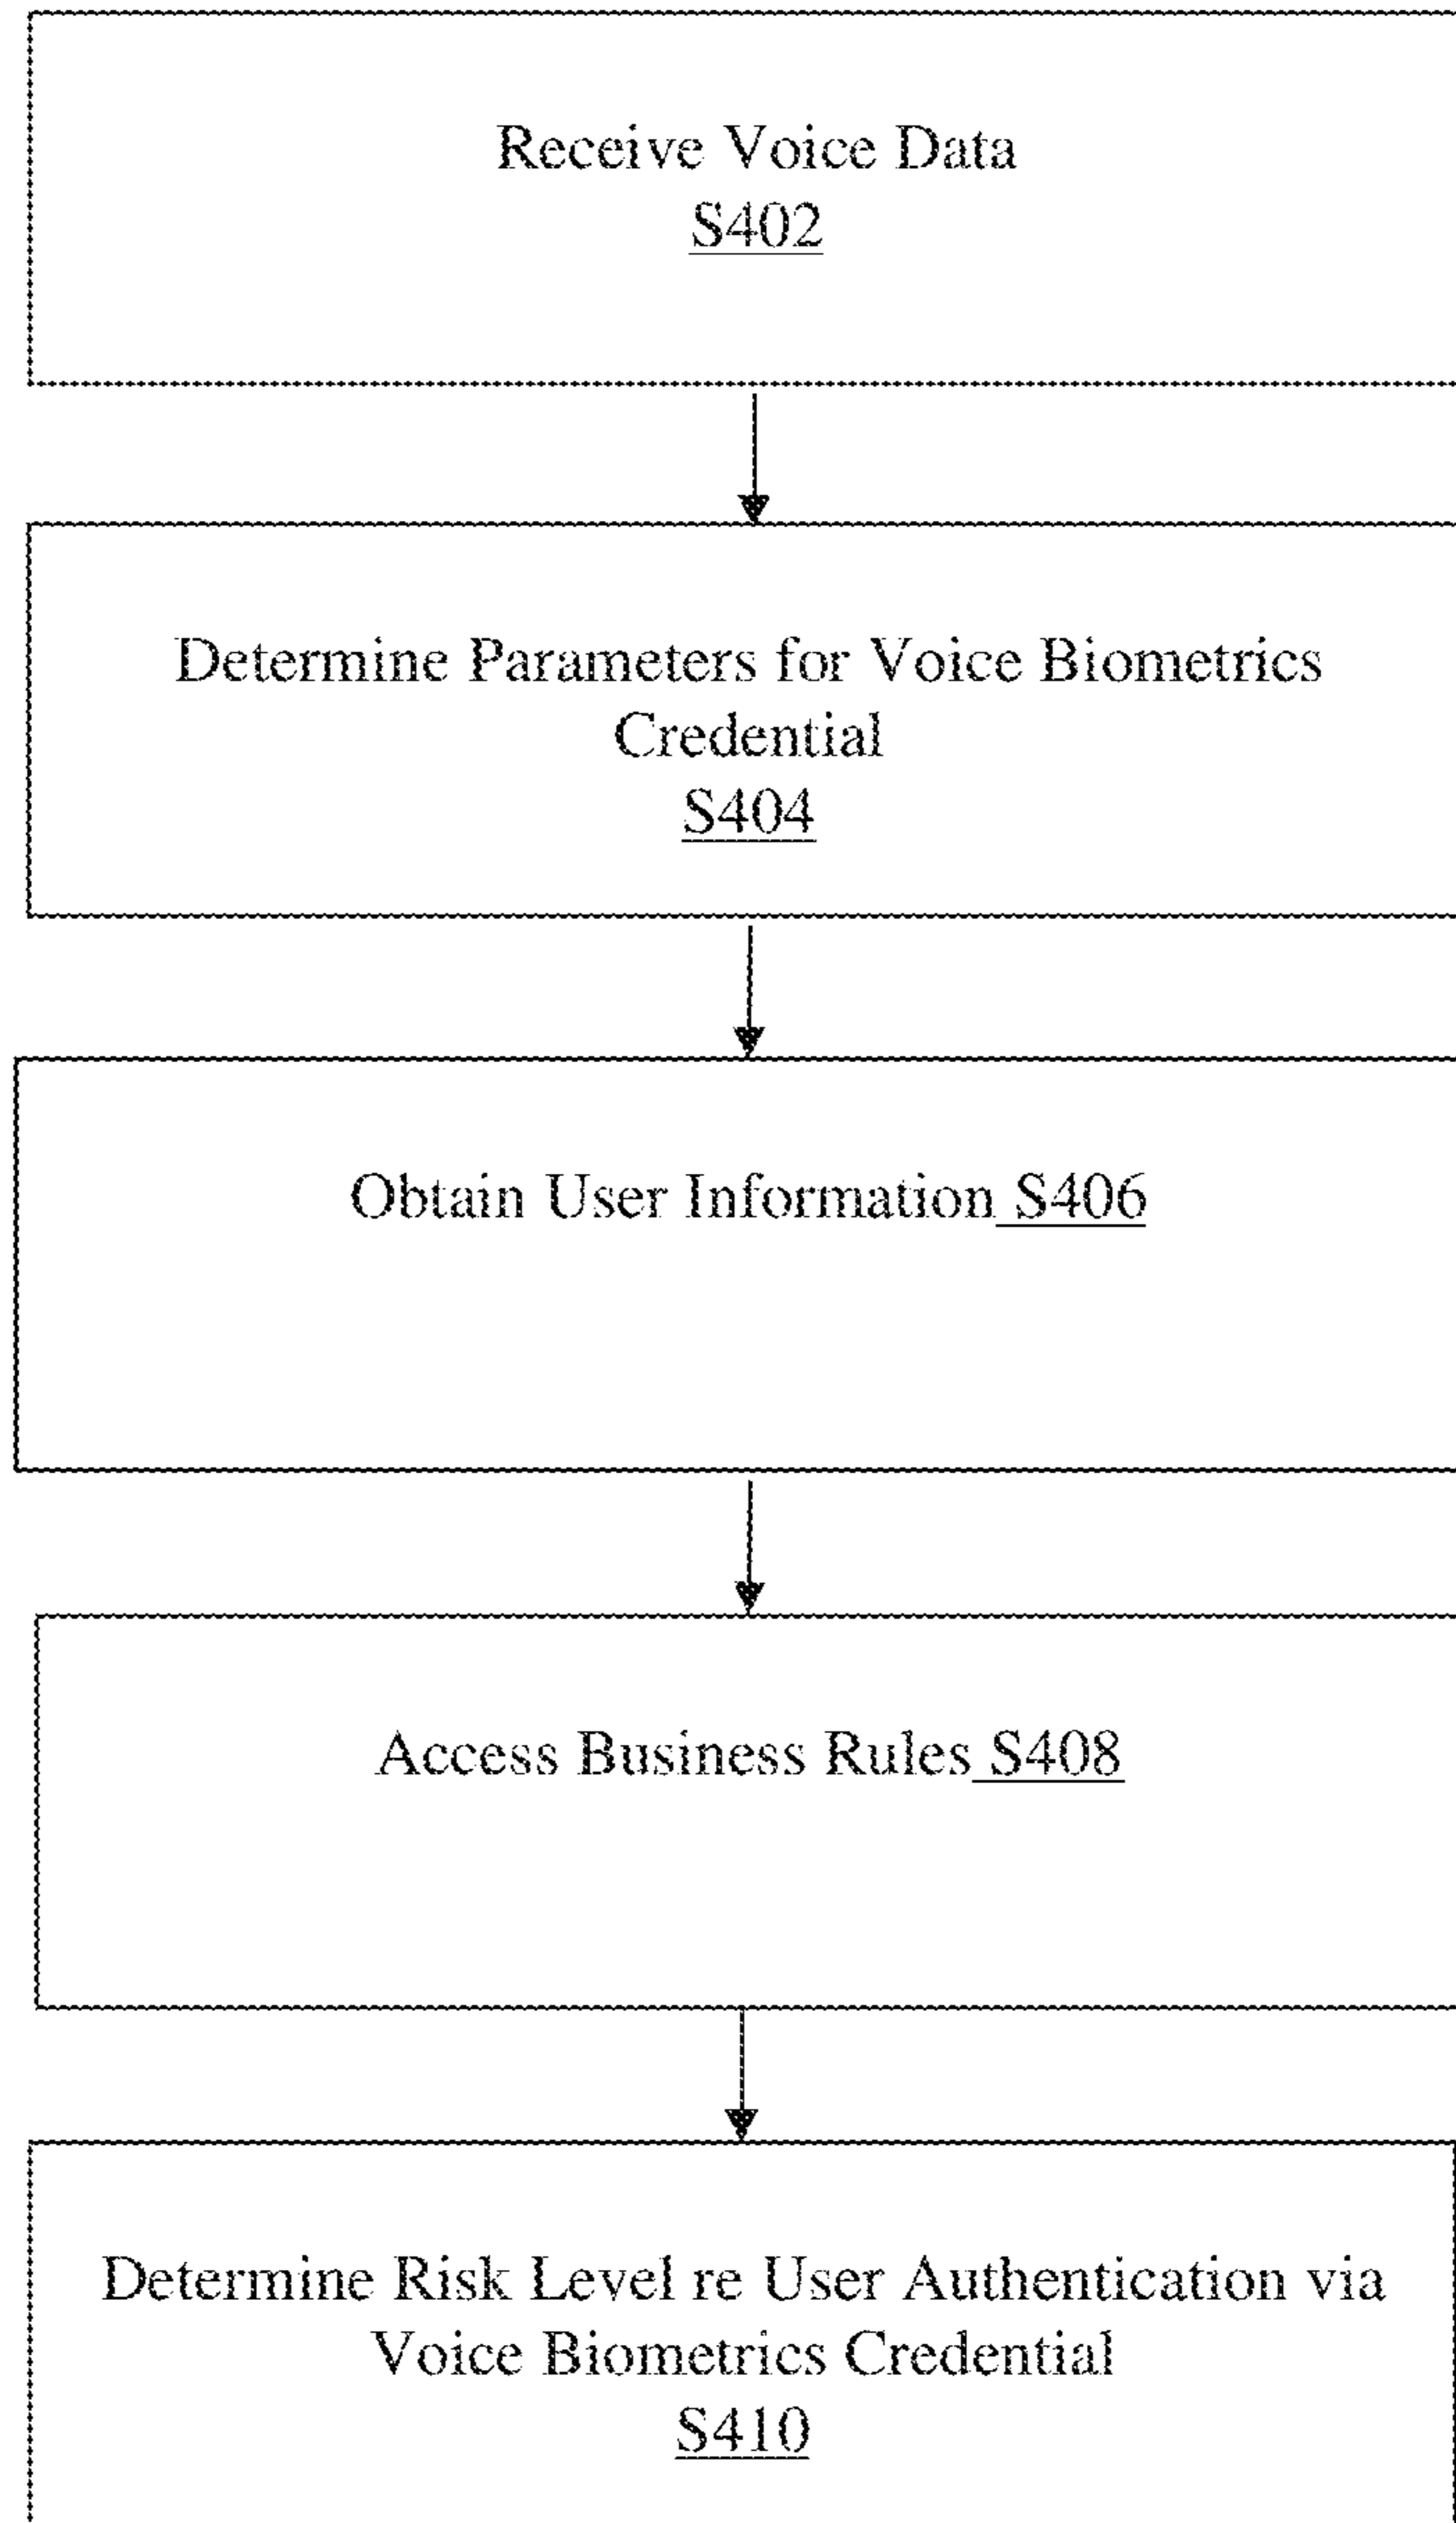 Receive Voice Data
S402
Determine Parameters for Voice Biometrics
Credential
S404
Obtain User Information S406
Access Business Rules S408
Determine Risk Level re User Authentication via
Voice Biometrics Credential
S410